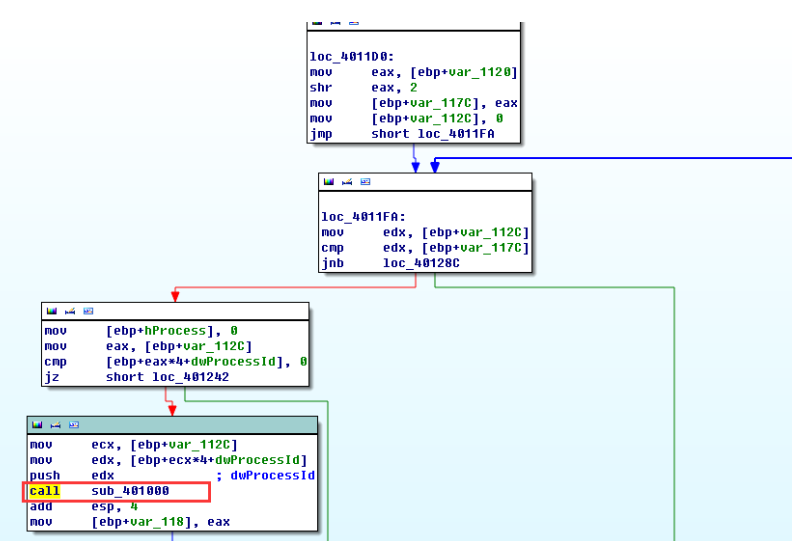 loc_4011D0:
mov eax, [ebp+var_1120]
shr eax, 2
mov [ebp+var_117C], eax
mov [ebp+var_112C], 0
jmp short loc_4011FA
loc_4011FA:
mov edx, [ebp+var_112C]
cmp edx, [ebp+var_117C]
jnb loc_40128C
mov [ebp+hProcess], 0
mov eax, [ebp+var_112C]
cmp [ebp+eax*4+dwProcessId], 0
jz short loc_401242
mov ecx, [ebp+var_112C]
mov edx, [ebp+ecx*4+dwProcessId]
push edx ; dwProcessId
call sub_401000
add esp, 4
mov [ebp+var_118], eax